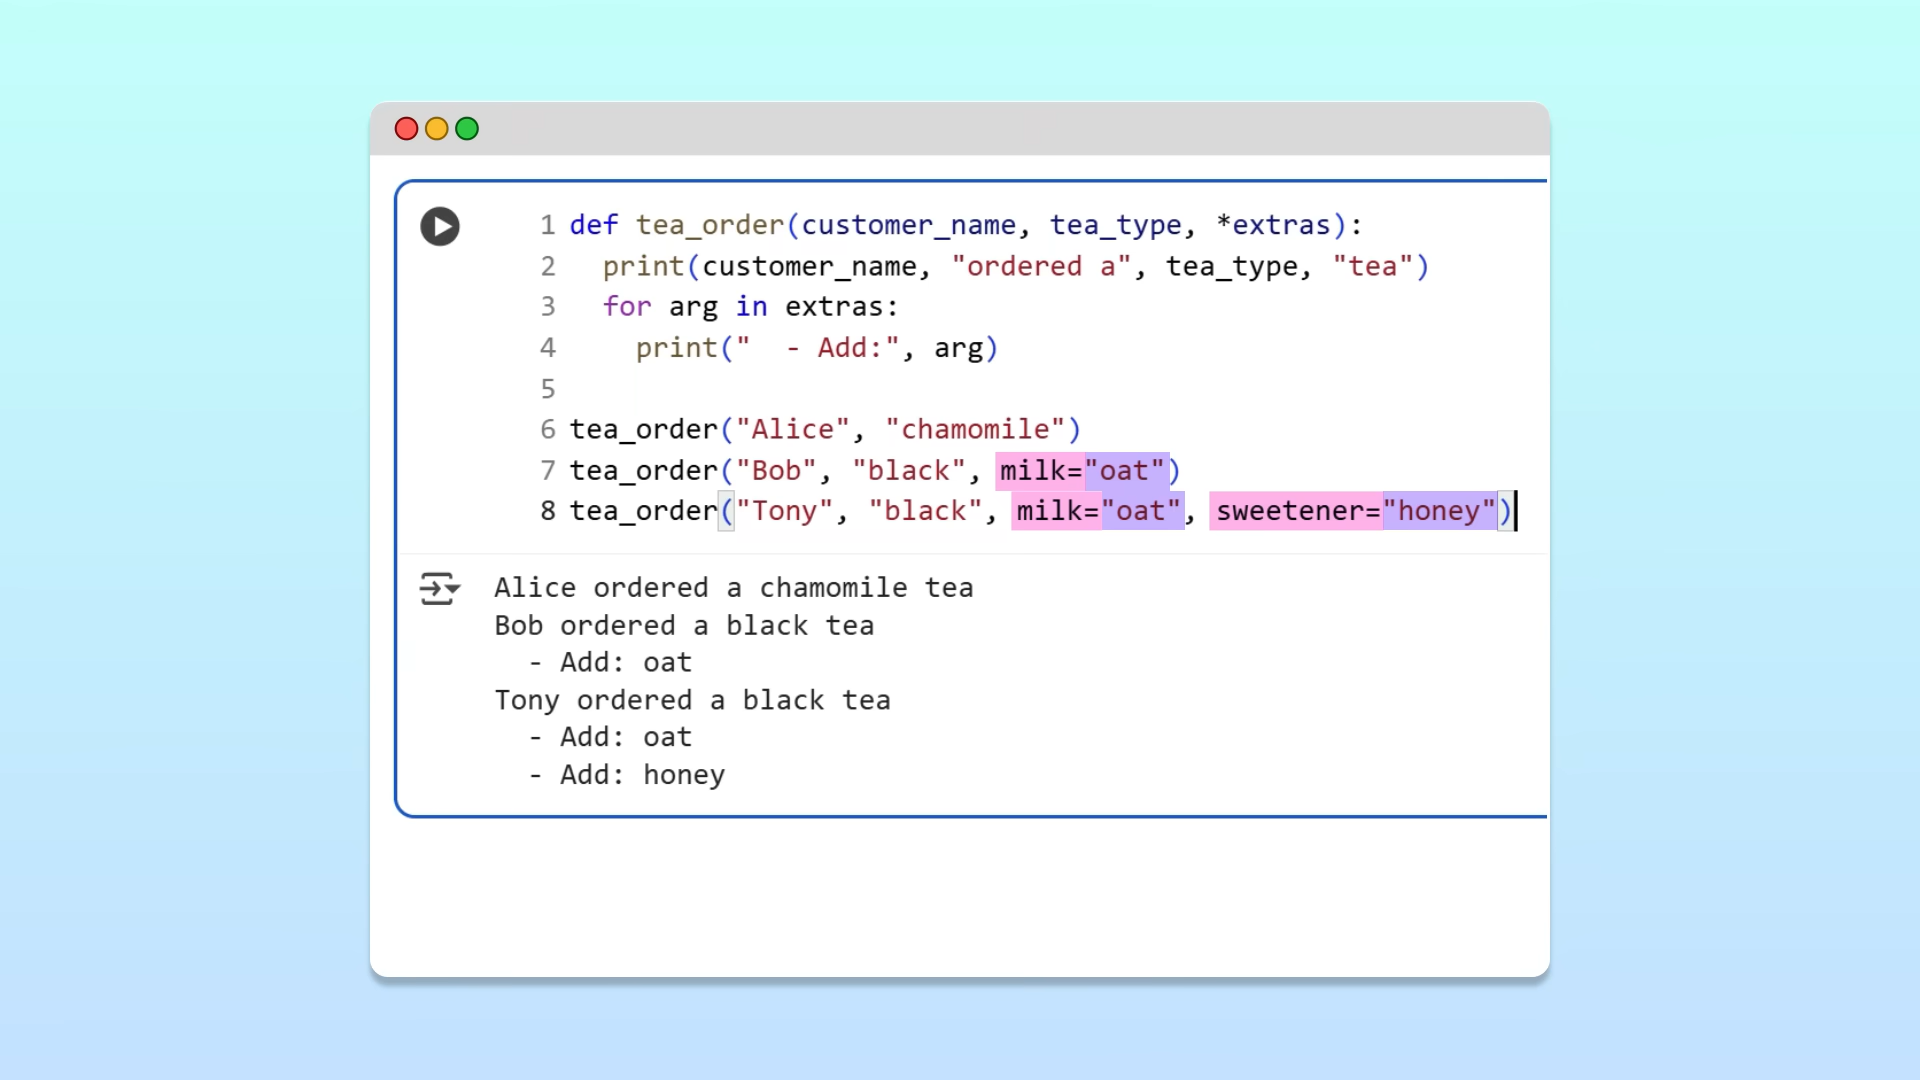 1 def tea_order(customer_name, tea_type, *extras):
2   print(customer_name, "ordered a", tea_type, "tea")
3   for arg in extras:
4     print("  - Add:", arg)
5
6 tea_order("Alice", "chamomile")
7 tea_order("Bob", "black", milk="oat")
8 tea_order("Tony", "black", milk="oat", sweetener="honey")
Alice ordered a chamomile tea
Bob ordered a black tea
  - Add: oat
Tony ordered a black tea
  - Add: oat
  - Add: honey